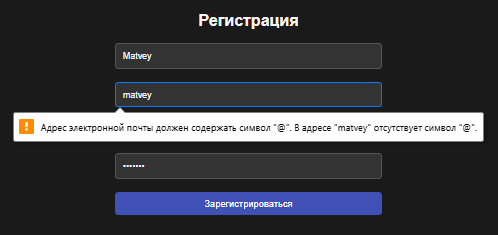 Регистрация
Matvey
matvey
Адрес электронной почты должен содержать символ "@". В адресе "matvey" отсутствует символ "@".
•••••••
Зарегистрироваться